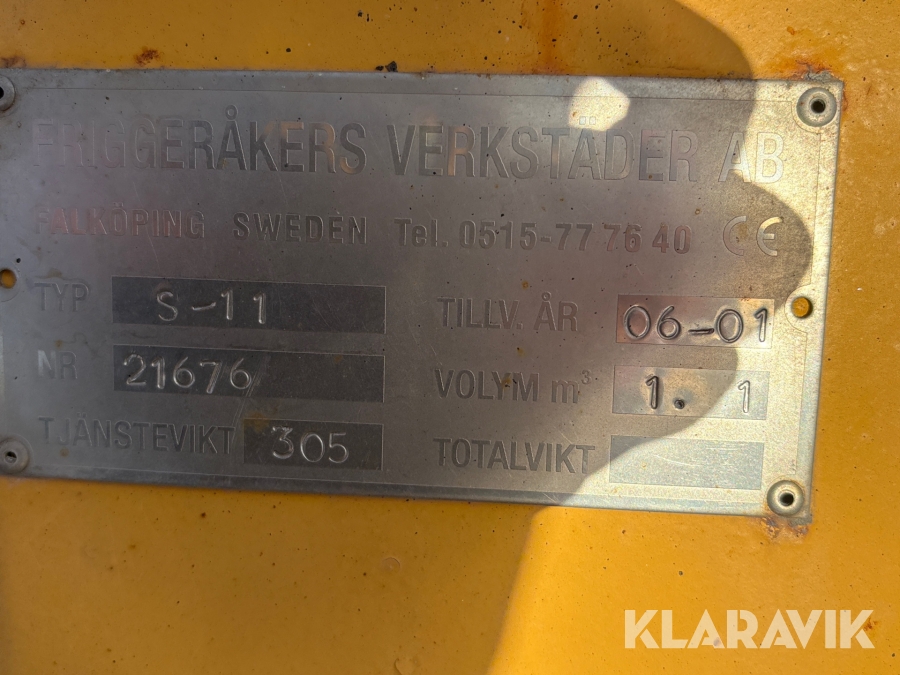 FRIGGERÅKERS VERKSTÄDER AB
FALKÖPING SWEDEN Tel. 0515-77 76 40 CE
TYP S-11 TILLV. ÅR 06-01
NR 21676 VOLYM m³ 1.1
TJÄNSTEVIKT 305 TOTALVIKT
KLARAVIK